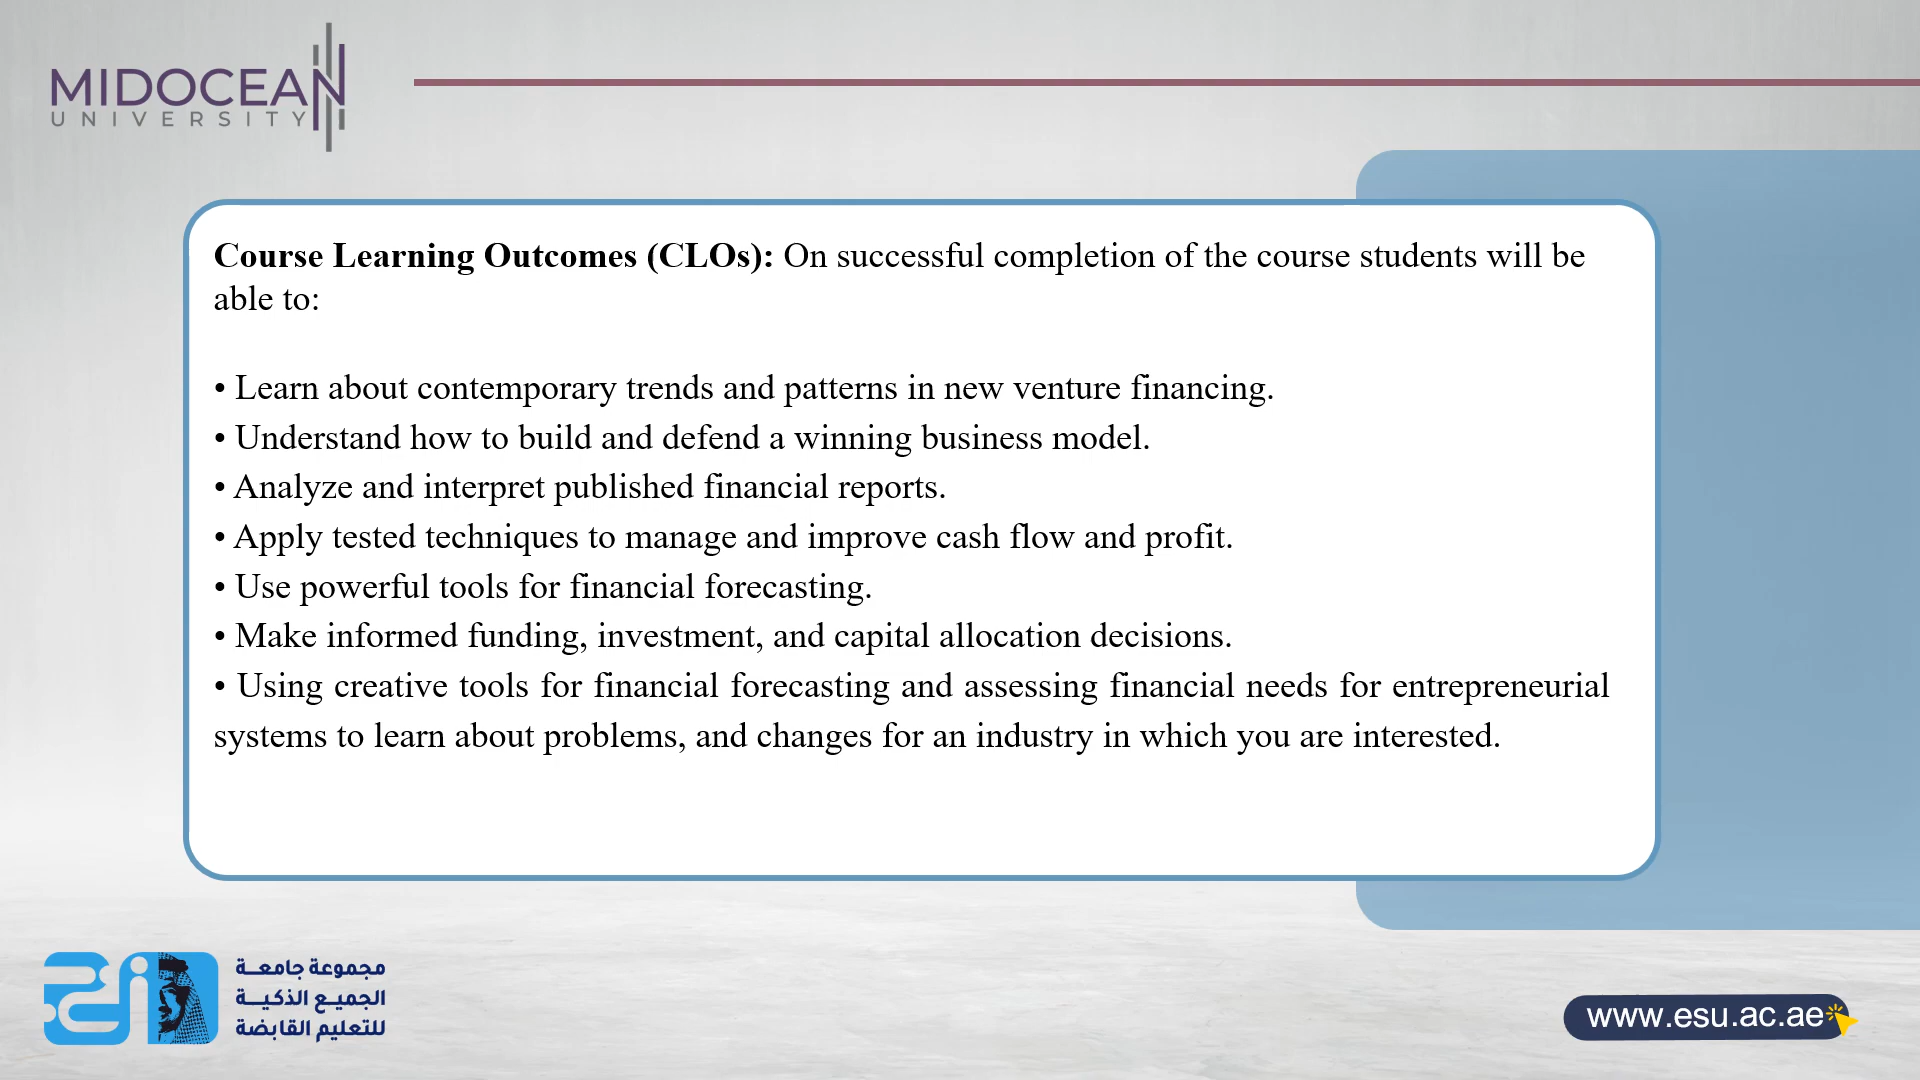 MIDOCEAN
UNIVERSITY
Course Learning Outcomes (CLOs): On successful completion of the course students will be
able to:
• Learn about contemporary trends and patterns in new venture financing.
• Understand how to build and defend a winning business model.
• Analyze and interpret published financial reports.
• Apply tested techniques to manage and improve cash flow and profit.
• Use powerful tools for financial forecasting.
• Make informed funding, investment, and capital allocation decisions.
• Using creative tools for financial forecasting and assessing financial needs for entrepreneurial
systems to learn about problems, and changes for an industry in which you are interested.
مجموعة جامعـــة
الجميــع الذكيــة
للتعليم القابضة
www.esu.ac.ae